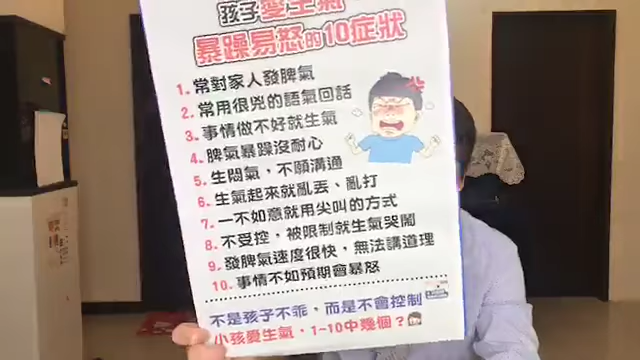 孩子愛生氣
暴躁易怒的10症狀
1. 常對家人發脾氣
2. 常用很兇的語氣回話
3. 事情做不好就生氣
4. 脾氣暴躁沒耐心
5. 生悶氣，不願溝通
6. 生氣起來就亂丟、亂打
7. 一不如意就用尖叫的方式
8. 不受控，被限制就生氣哭鬧
9. 發脾氣速度很快，無法講道理
10. 事情不如預期會暴怒
不是孩子不乖，而是不會控制
小孩愛生氣，1~10中幾個？